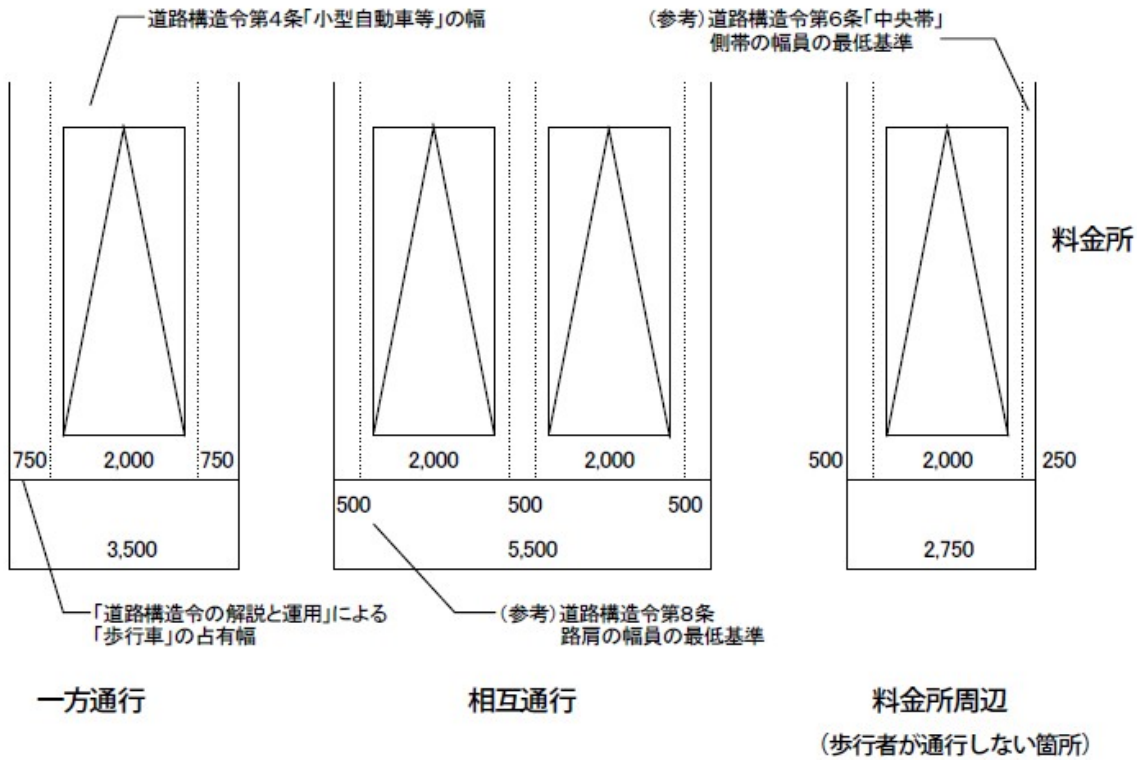 道路構造令第4条「小型自動車等」の幅
(参考)道路構造令第6条「中央帯」
側帯の幅員の最低基準
料金所
750
2,000
750
3,500
2,000
2,000
500
500
500
5,500
500
2,000
250
2,750
「道路構造令の解説と運用」による
「歩行車」の占有幅
(参考)道路構造令第8条
路肩の幅員の最低基準
一方通行
相互通行
料金所周辺
(歩行者が通行しない箇所)